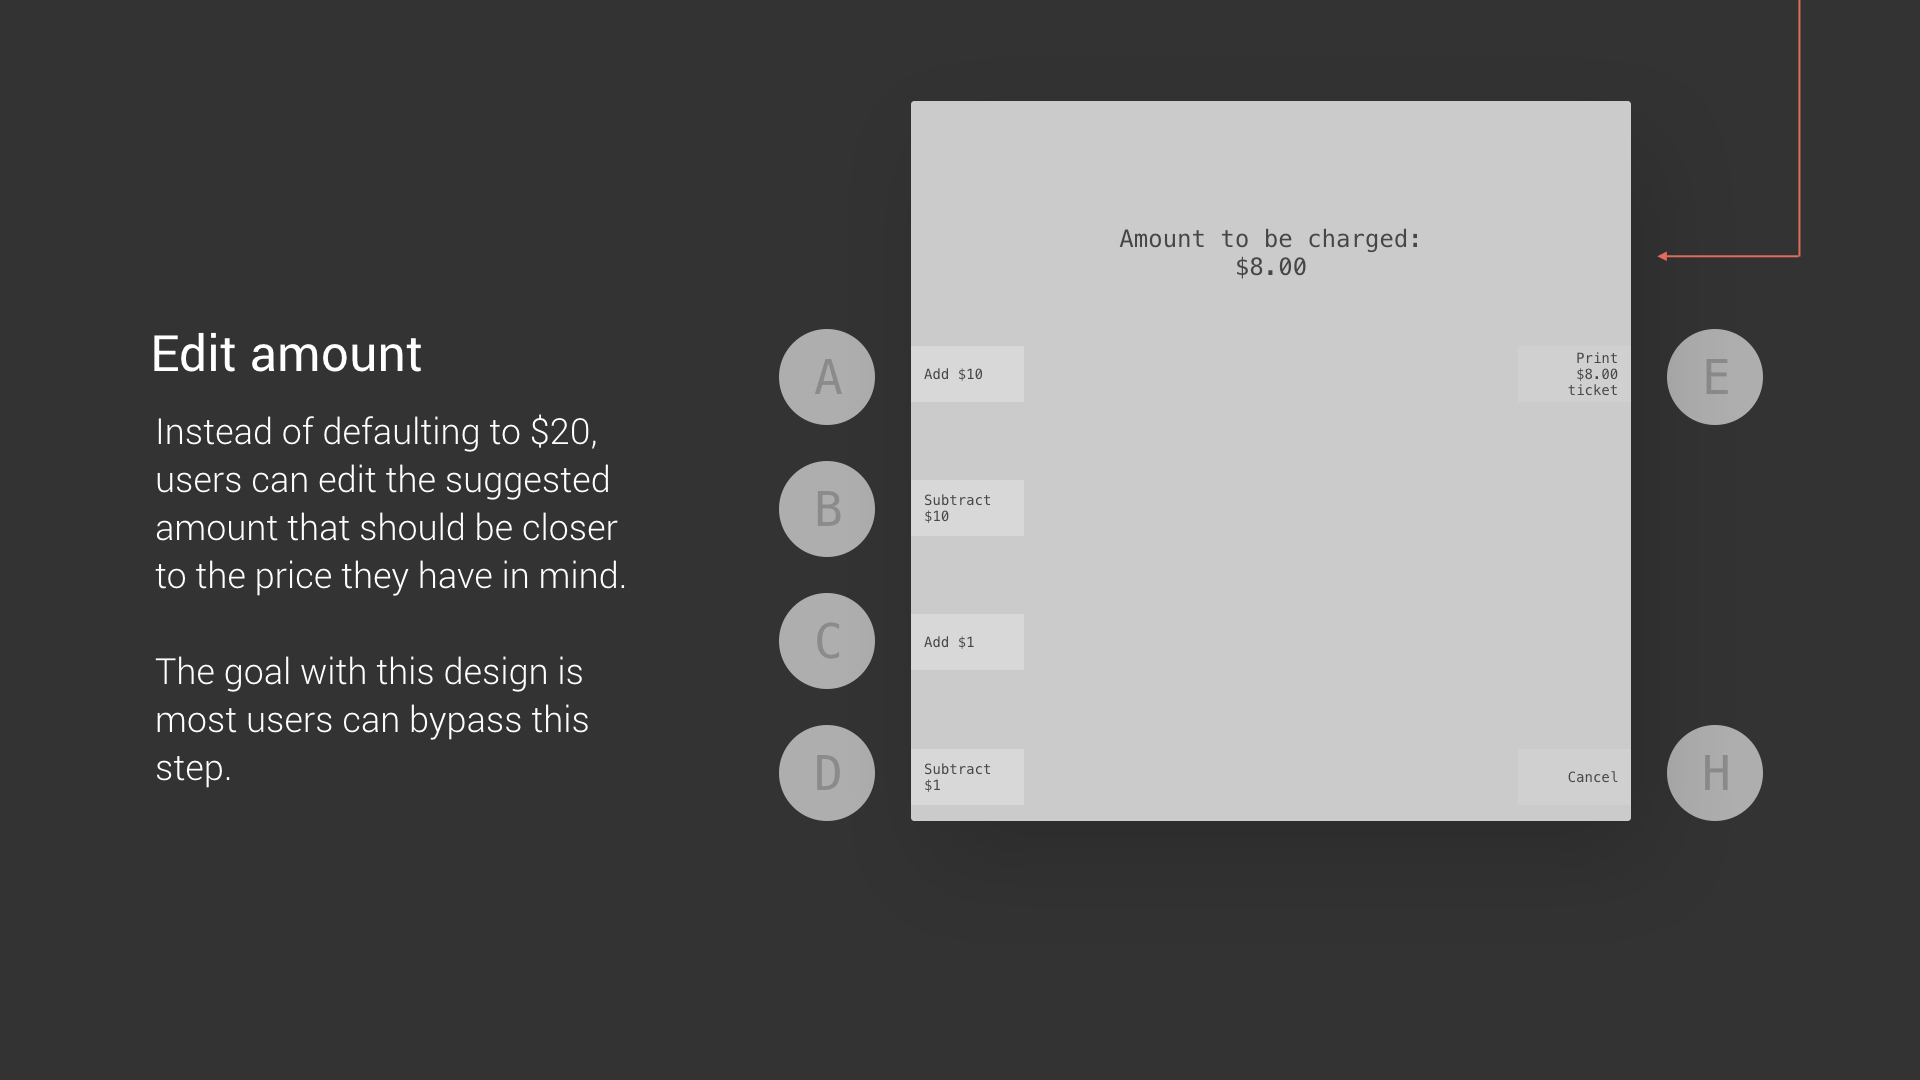 Edit amount
Instead of defaulting to $20,
users can edit the suggested
amount that should be closer
to the price they have in mind.
The goal with this design is
most users can bypass this
step.
Amount to be charged:
$8.00
A
Add $10
B
Subtract
$10
C
Add $1
D
Subtract
$1
Print
$8.00
ticket
E
Cancel
H